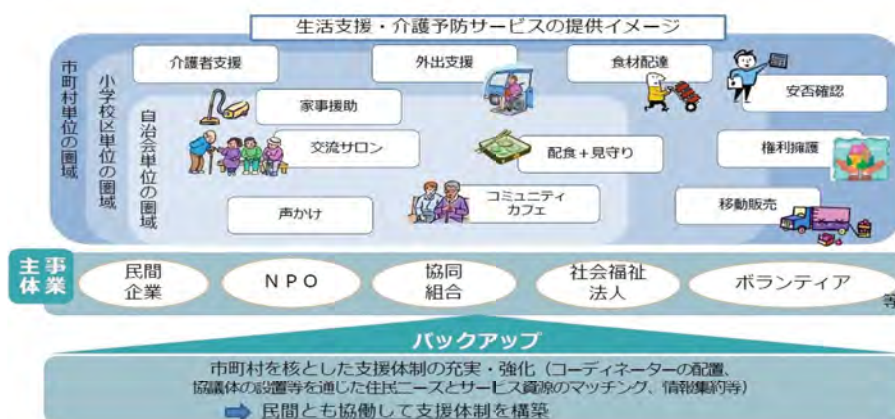 生活支援・介護予防サービスの提供イメージ
市町村単位の圏域
小学校区単位の圏域
自治会単位の圏域
介護者支援
外出支援
食材配達
安否確認
家事援助
交流サロン
配食+見守り
権利擁護
声かけ
コミュニティ
カフェ
移動販売
事業
主体
民間
企業
NPO
協同
組合
社会福祉
法人
ボランティア
等
バックアップ
市町村を核とした支援体制の充実・強化(コーディネーターの配置、
協議体の設置等を通じた住民ニーズとサービス資源のマッチング、情報集約等)
民間とも協働して支援体制を構築